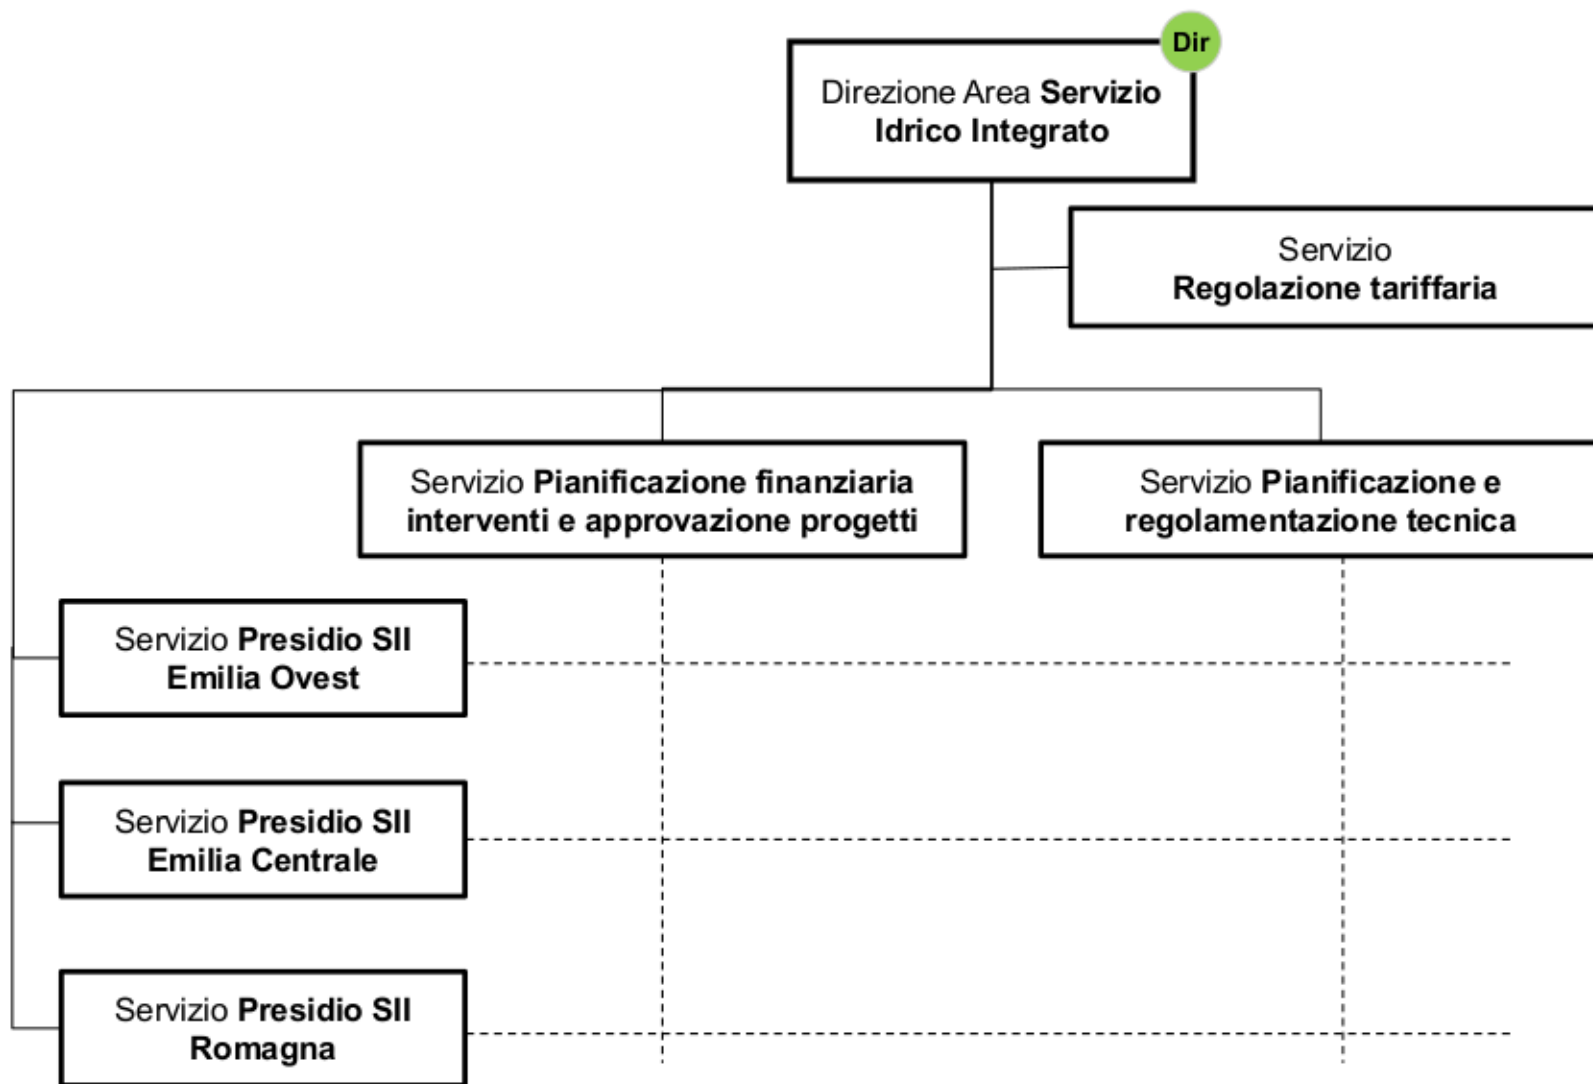 Dir
Direzione Area Servizio
Idrico Integrato
Servizio
Regolazione tariffaria
Servizio Pianificazione finanziaria
interventi e approvazione progetti
Servizio Pianificazione e
regolamentazione tecnica
Servizio Presidio SII
Emilia Ovest
Servizio Presidio SII
Emilia Centrale
Servizio Presidio SII
Romagna